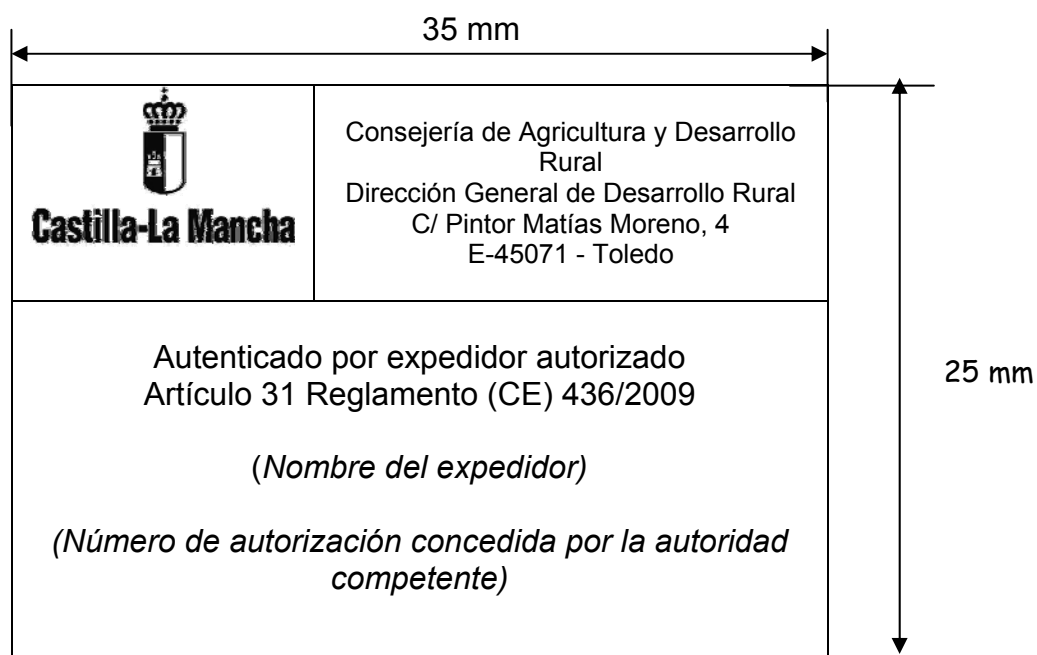 35 mm
Castilla-La Mancha
Consejería de Agricultura y Desarrollo
Rural
Dirección General de Desarrollo Rural
C/ Pintor Matías Moreno, 4
E-45071 - Toledo
Autenticado por expedidor autorizado
Artículo 31 Reglamento (CE) 436/2009
(Nombre del expedidor)
(Número de autorización concedida por la autoridad
competente)
25 mm